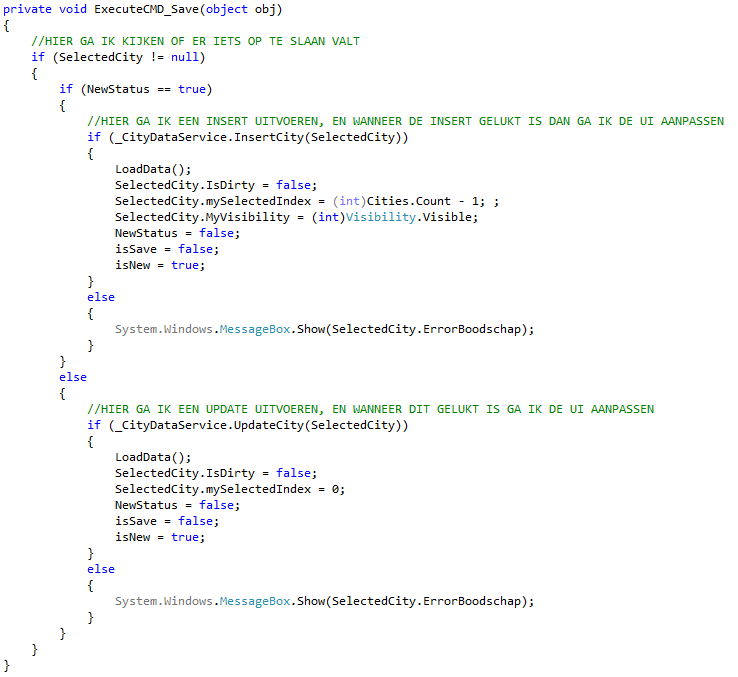 private void ExecuteCMD_Save(object obj)
{
    //HIER GA IK KIJKEN OF ER IETS OP TE SLAAN VALT
    if (SelectedCity != null)
    {
        if (NewStatus == true)
        {
            //HIER GA IK EEN INSERT UITVOEREN, EN WANNEER DE INSERT GELUKT IS DAN GA IK DE UI AANPASSEN
            if (_CityDataService.InsertCity(SelectedCity))
            {
                LoadData();
                SelectedCity.IsDirty = false;
                SelectedCity.mySelectedIndex = (int)Cities.Count - 1; ;
                SelectedCity.MyVisibility = (int)Visibility.Visible;
                NewStatus = false;
                isSave = false;
                isNew = true;
            }
            else
            {
                System.Windows.MessageBox.Show(SelectedCity.ErrorBoodschap);
            }
        }
        else
        {
            //HIER GA IK EEN UPDATE UITVOEREN, EN WANNEER DIT GELUKT IS GA IK DE UI AANPASSEN
            if (_CityDataService.UpdateCity(SelectedCity))
            {
                LoadData();
                SelectedCity.IsDirty = false;
                SelectedCity.mySelectedIndex = 0;
                NewStatus = false;
                isSave = false;
                isNew = true;
            }
            else
            {
                System.Windows.MessageBox.Show(SelectedCity.ErrorBoodschap);
            }
        }
    }
}